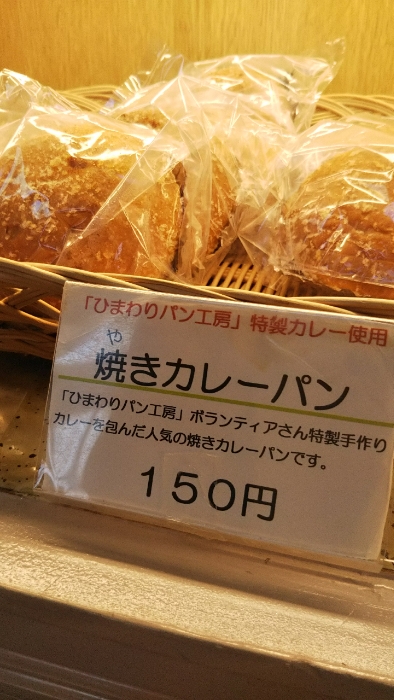 「ひまわりパン工房」特製カレー使用
や
焼きカレーパン
「ひまわりパン工房」ボランティアさん特製手作り
カレーを包んだ人気の焼きカレーパンです。
150円